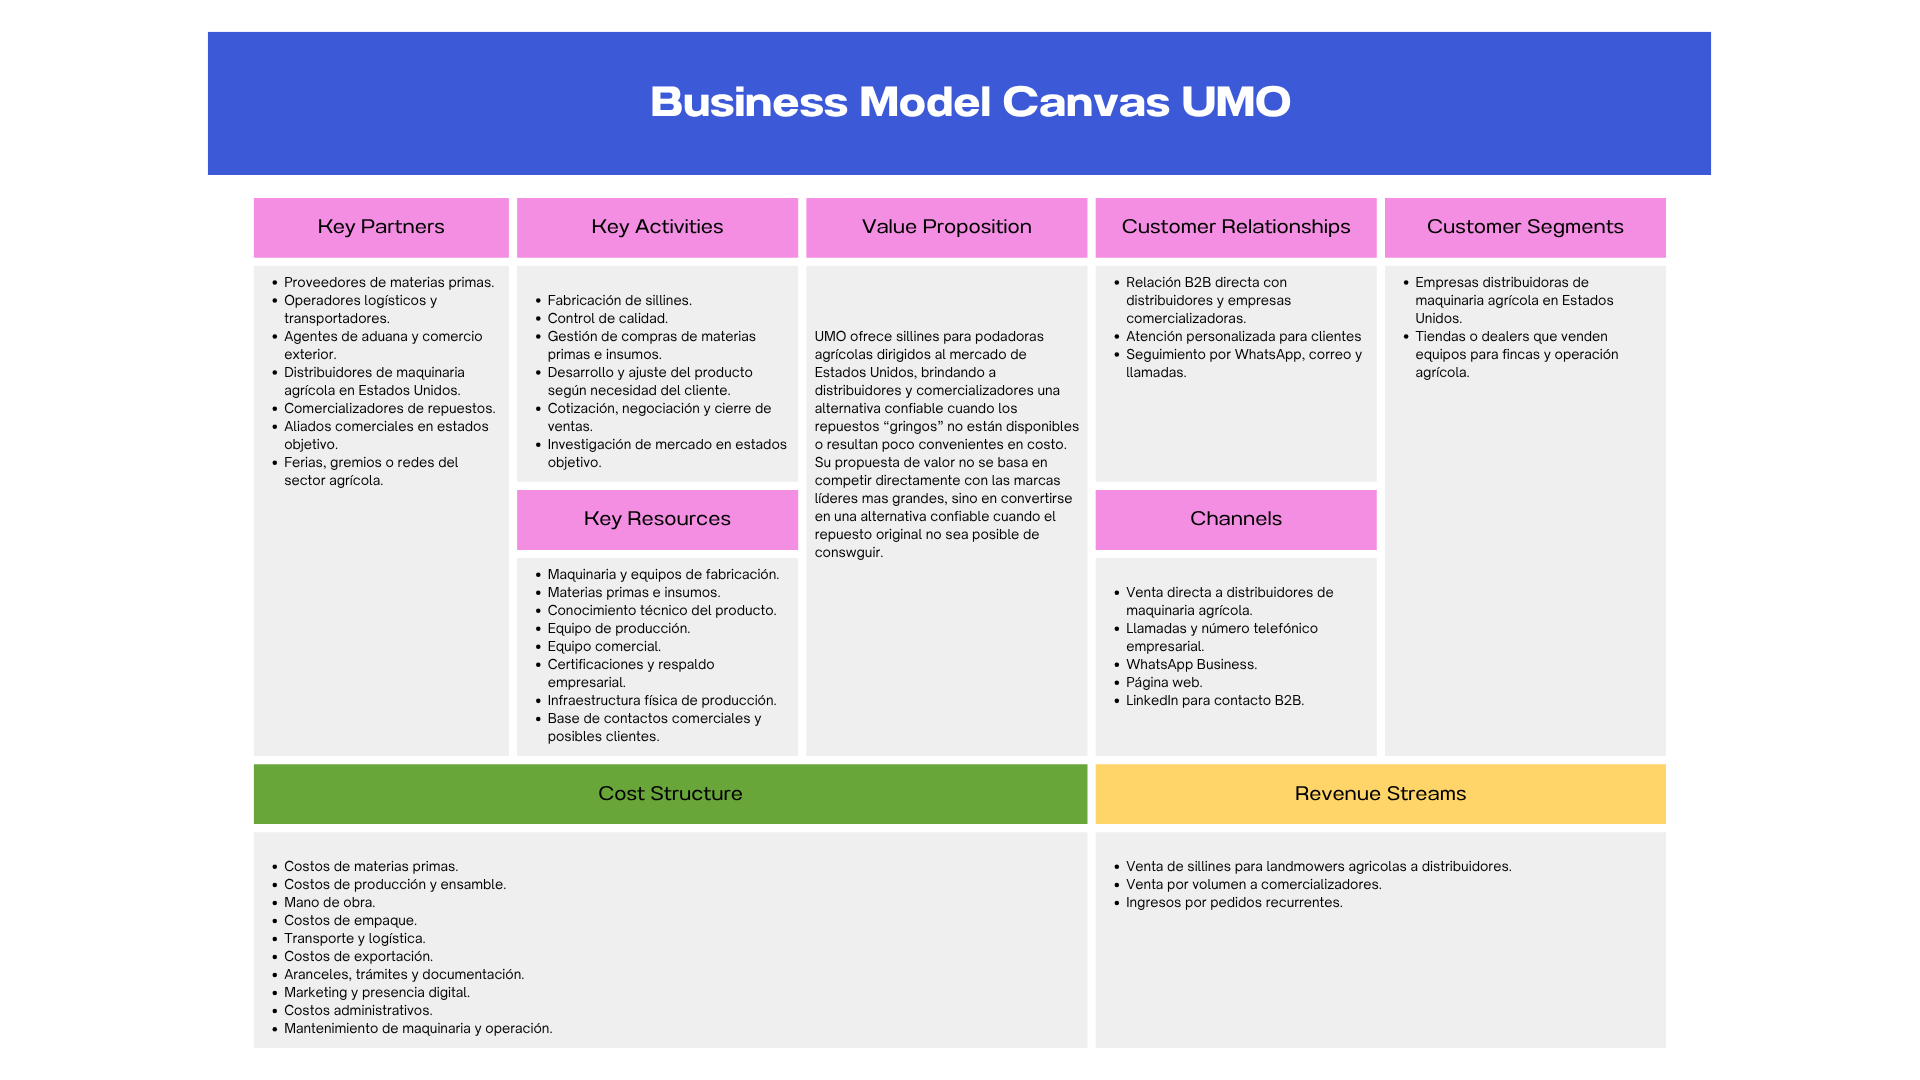 Business Model Canvas UMO
Key Partners
• Proveedores de materias primas.
• Operadores logísticos y
transportadores.
• Agentes de aduana y comercio
exterior.
• Distribuidores de maquinaria
agrícola en Estados Unidos.
• Comercializadores de repuestos.
• Aliados comerciales en estados
objetivo.
• Ferias, gremios o redes del
sector agrícola.
Key Activities
• Fabricación de sillines.
• Control de calidad.
• Gestión de compras de materias
primas e insumos.
• Desarrollo y ajuste del producto
según necesidad del cliente.
• Cotización, negociación y cierre de
ventas.
• Investigación de mercado en estados
objetivo.
Key Resources
• Maquinaria y equipos de fabricación.
• Materias primas e insumos.
• Conocimiento técnico del producto.
• Equipo de producción.
• Equipo comercial.
• Certificaciones y respaldo
empresarial.
• Infraestructura física de producción.
• Base de contactos comerciales y
posibles clientes.
Value Proposition
UMO ofrece sillines para podadoras
agrícolas dirigidos al mercado de
Estados Unidos, brindando a
distribuidores y comercializadores una
alternativa confiable cuando los
repuestos “gringos” no están disponibles
o resultan poco convenientes en costo.
Su propuesta de valor no se basa en
competir directamente con las marcas
líderes mas grandes, sino en convertirse
en una alternativa confiable cuando el
repuesto original no sea posible de
conswguir.
Customer Relationships
• Relación B2B directa con
distribuidores y empresas
comercializadoras.
• Atención personalizada para clientes
• Seguimiento por WhatsApp, correo y
llamadas.
Channels
• Venta directa a distribuidores de
maquinaria agrícola.
• Llamadas y número telefónico
empresarial.
• WhatsApp Business.
• Página web.
• LinkedIn para contacto B2B.
Customer Segments
• Empresas distribuidoras de
maquinaria agrícola en Estados
Unidos.
• Tiendas o dealers que venden
equipos para fincas y operación
agrícola.
Cost Structure
• Costos de materias primas.
• Costos de producción y ensamble.
• Mano de obra.
• Costos de empaque.
• Transporte y logística.
• Costos de exportación.
• Aranceles, trámites y documentación.
• Marketing y presencia digital.
• Costos administrativos.
• Mantenimiento de maquinaria y operación.
Revenue Streams
• Venta de sillines para landmowers agricolas a distribuidores.
• Venta por volumen a comercializadores.
• Ingresos por pedidos recurrentes.